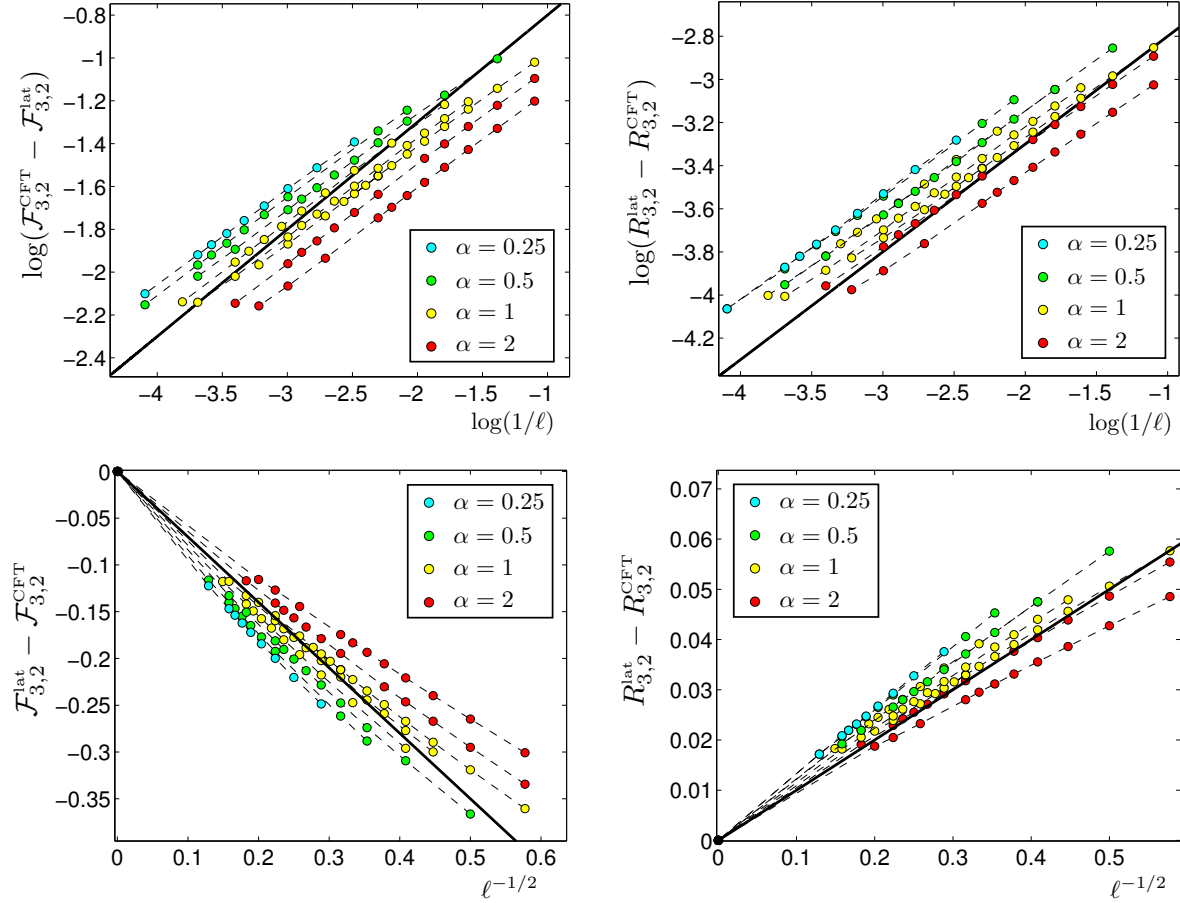 log(𝓕^CFT_3,2 − 𝓕^lat_3,2)
−0.8
−1
−1.2
−1.4
−1.6
−1.8
−2
−2.2
−2.4
−4
−3.5
−3
−2.5
−2
−1.5
−1
log(1/ℓ)
α = 0.25
α = 0.5
α = 1
α = 2
log(R^lat_3,2 − R^CFT_3,2)
−2.8
−3
−3.2
−3.4
−3.6
−3.8
−4
−4.2
−4
−3.5
−3
−2.5
−2
−1.5
−1
log(1/ℓ)
α = 0.25
α = 0.5
α = 1
α = 2
𝓕^lat_3,2 − 𝓕^CFT_3,2
0
−0.05
−0.1
−0.15
−0.2
−0.25
−0.3
−0.35
0
0.1
0.2
0.3
0.4
0.5
0.6
ℓ^−1/2
α = 0.25
α = 0.5
α = 1
α = 2
R^lat_3,2 − R^CFT_3,2
0.07
0.06
0.05
0.04
0.03
0.02
0.01
0
0
0.1
0.2
0.3
0.4
0.5
ℓ^−1/2
α = 0.25
α = 0.5
α = 1
α = 2